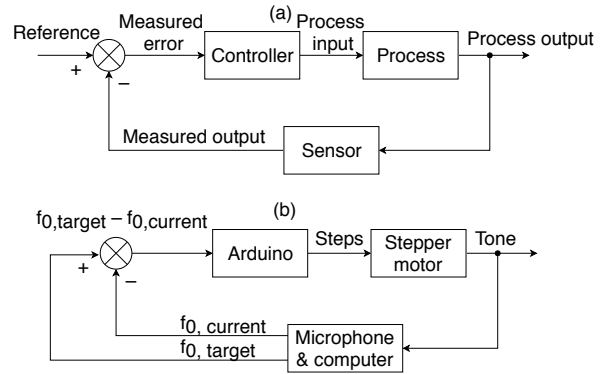 (a)
Reference
Measured
error
Controller
Process
input
Process
Process output
+
−
Measured output
Sensor
(b)
f0,target − f0,current
Arduino
Steps
Stepper
motor
Tone
+
−
f0, current
f0, target
Microphone
& computer